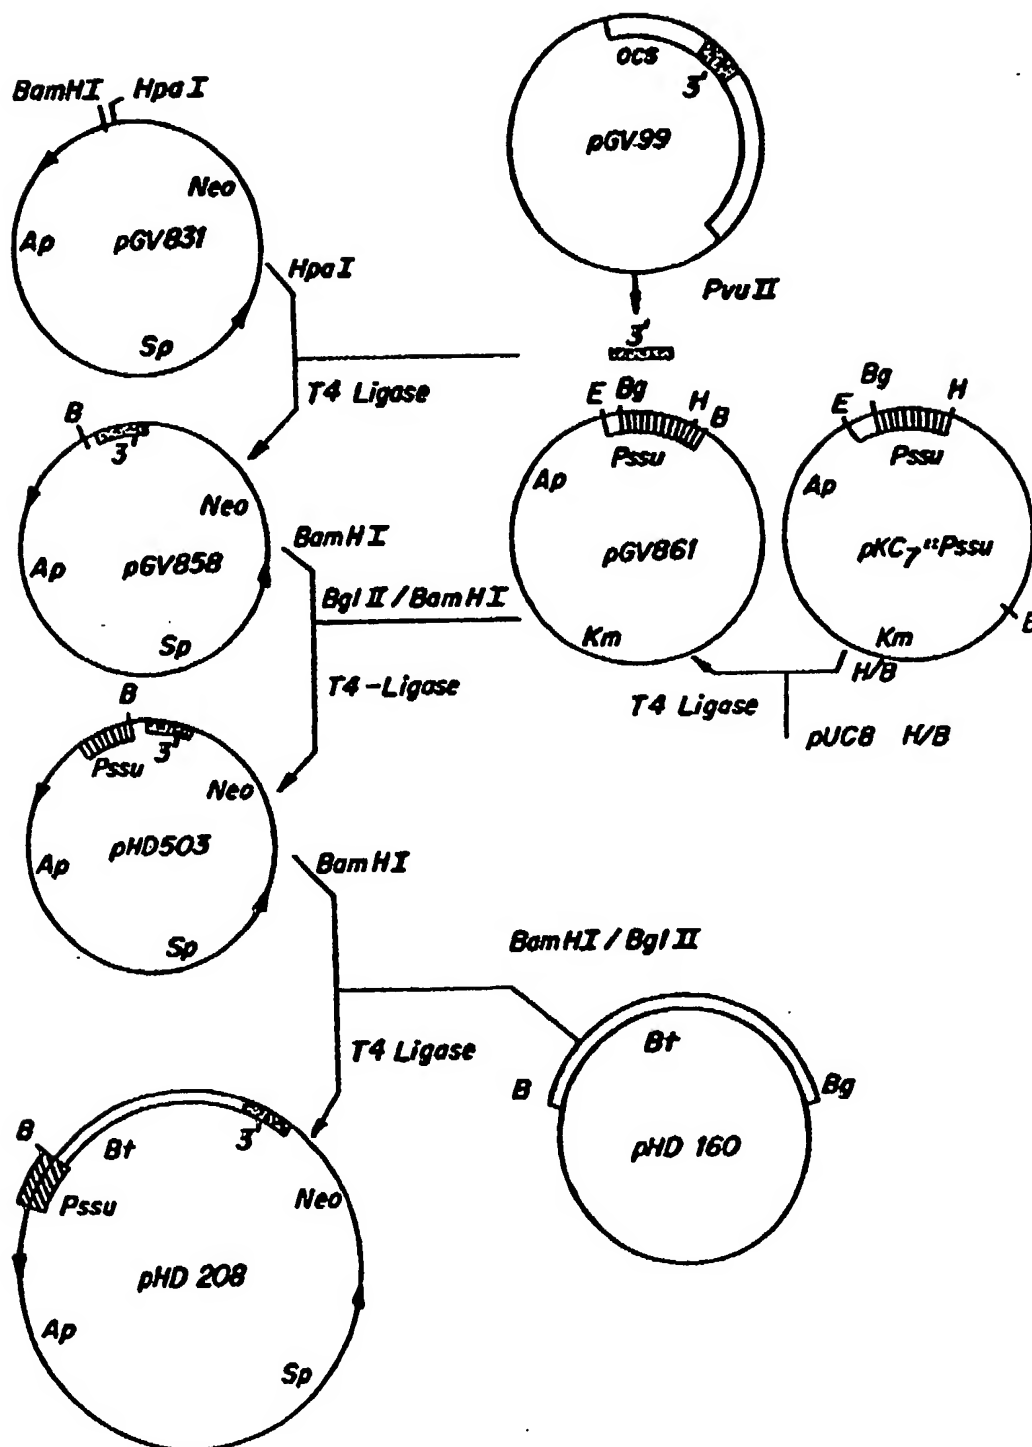 BamHI HpaI
Neo
Ap pGV831
Sp
HpaI
T4 Ligase
ocs
3'
pGV99
PvuII
3'
B
3'
Neo
Ap pGV858
Sp
BamHI
BglII/BamHI
T4-Ligase
E Bg H B
Pssu
Ap
pGV861
Km
Bg
E H
Pssu
Ap
pKC7::Pssu
Km
H/B
T4 Ligase
pUC8 H/B
B
Pssu 3'
Neo
Ap pHD503
Sp
BamHI
BamHI/BglII
T4 Ligase
Bt
B Bg
pHD 160
B Bt 3'
Pssu Neo
pHD 208
Ap
Sp